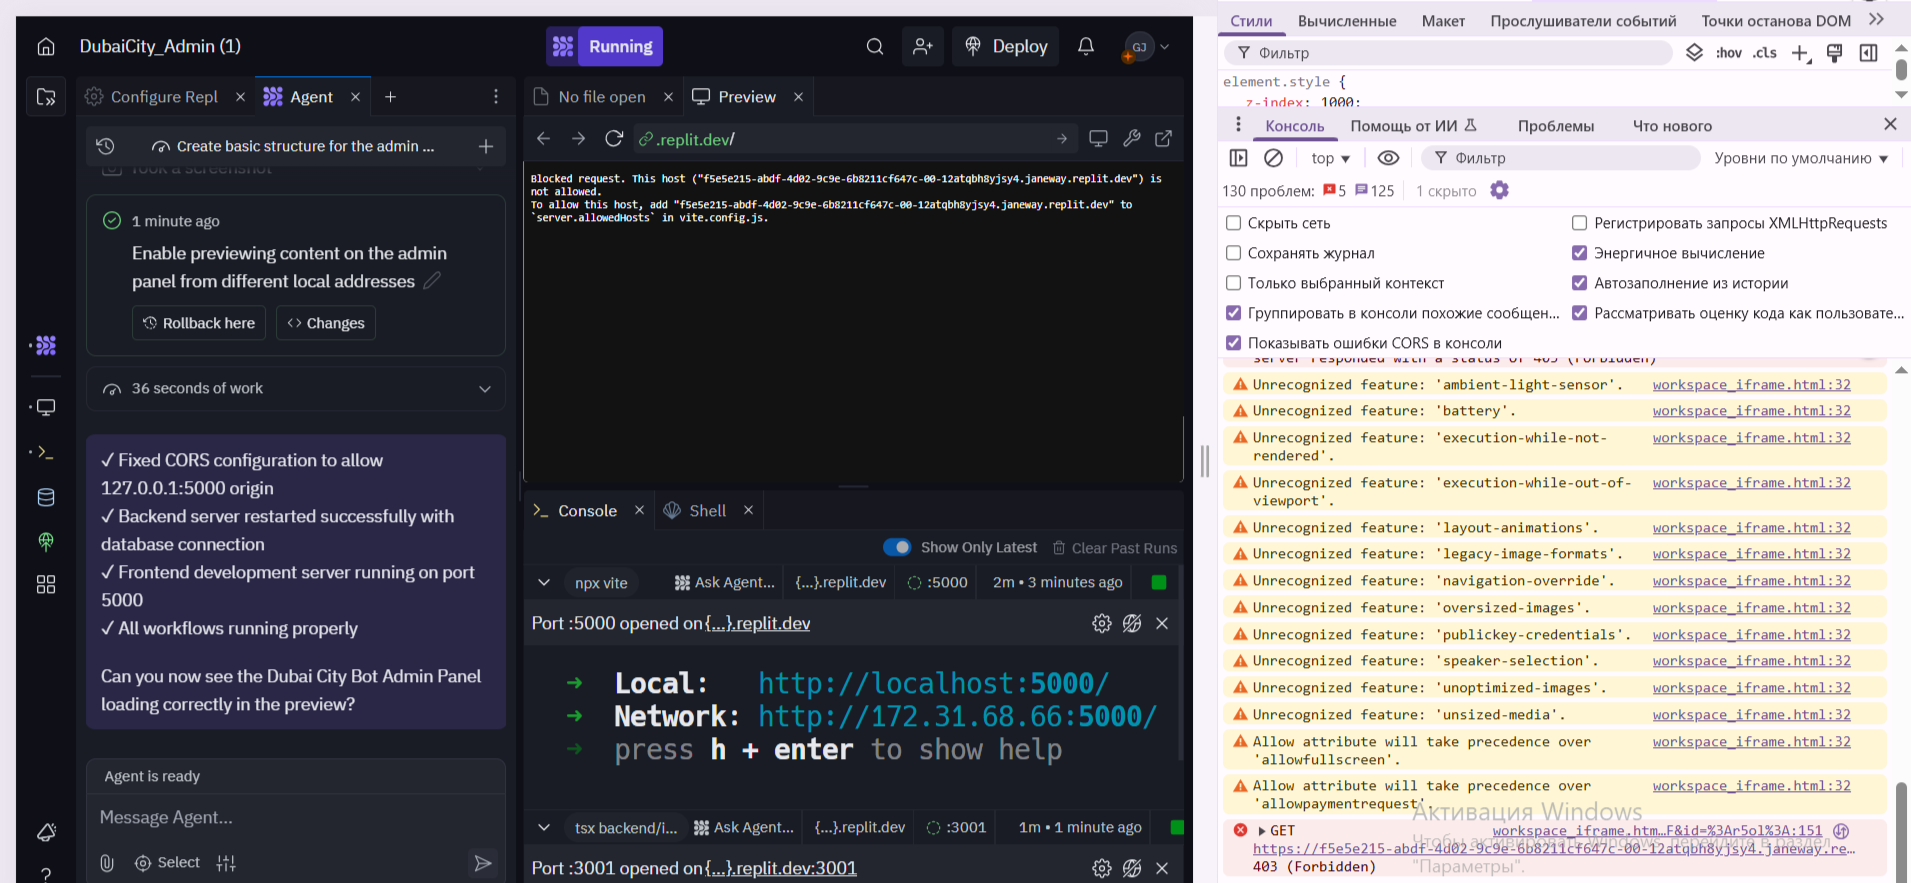 DubaiCity_Admin (1)
Running
Deploy
GJ
Configure Repl
Agent
No file open
Preview
.replit.dev/
Create basic structure for the admin ...
Took a screenshot
1 minute ago
Enable previewing content on the admin
panel from different local addresses
Rollback here
Changes
36 seconds of work
✓ Fixed CORS configuration to allow
127.0.0.1:5000 origin
✓ Backend server restarted successfully with
database connection
✓ Frontend development server running on port
5000
✓ All workflows running properly
Can you now see the Dubai City Bot Admin Panel
loading correctly in the preview?
Agent is ready
Message Agent...
Select
Blocked request. This host ("f5e5e215-abdf-4d02-9c9e-6b8211cf647c-00-12atqbh8yjsy4.janeway.replit.dev") is
not allowed.
To allow this host, add "f5e5e215-abdf-4d02-9c9e-6b8211cf647c-00-12atqbh8yjsy4.janeway.replit.dev" to
`server.allowedHosts` in vite.config.js.
Console
Shell
Show Only Latest
Clear Past Runs
npx vite
Ask Agent...
{...}.replit.dev
:5000
2m • 3 minutes ago
Port :5000 opened on {...}.replit.dev
➜ Local: http://localhost:5000/
➜ Network: http://172.31.68.66:5000/
➜ press h + enter to show help
tsx backend/i...
Ask Agent...
{...}.replit.dev
:3001
1m • 1 minute ago
Port :3001 opened on {...}.replit.dev:3001
Стили
Вычисленные
Макет
Прослушиватели событий
Точки останова DOM
Фильтр
:hov
.cls
element.style {
z-index: 1000;
Консоль
Помощь от ИИ
Проблемы
Что нового
top
Фильтр
Уровни по умолчанию
130 проблем: 5 125
1 скрыто
Скрыть сеть
Регистрировать запросы XMLHttpRequests
Сохранять журнал
Энергичное вычисление
Только выбранный контекст
Автозаполнение из истории
Группировать в консоли похожие сообщен...
Рассматривать оценку кода как пользовате...
Показывать ошибки CORS в консоли
server responded with a status of 403 (Forbidden)
Unrecognized feature: 'ambient-light-sensor'. workspace_iframe.html:32
Unrecognized feature: 'battery'. workspace_iframe.html:32
Unrecognized feature: 'execution-while-not- workspace_iframe.html:32
rendered'.
Unrecognized feature: 'execution-while-out-of- workspace_iframe.html:32
viewport'.
Unrecognized feature: 'layout-animations'. workspace_iframe.html:32
Unrecognized feature: 'legacy-image-formats'. workspace_iframe.html:32
Unrecognized feature: 'navigation-override'. workspace_iframe.html:32
Unrecognized feature: 'oversized-images'. workspace_iframe.html:32
Unrecognized feature: 'publickey-credentials'. workspace_iframe.html:32
Unrecognized feature: 'speaker-selection'. workspace_iframe.html:32
Unrecognized feature: 'unoptimized-images'. workspace_iframe.html:32
Unrecognized feature: 'unsized-media'. workspace_iframe.html:32
Allow attribute will take precedence over workspace_iframe.html:32
'allowfullscreen'.
Allow attribute will take precedence over workspace_iframe.html:32
'allowpaymentrequest'.
GET workspace_iframe.htm…F&id=%3Ar5ol%3A:151
https://f5e5e215-abdf-4d02-9c9e-6b8211cf647c-00-12atqbh8yjsy4.janeway.re…
403 (Forbidden)
Активация Windows
Чтобы активировать Windows, перейдите в раздел
"Параметры".